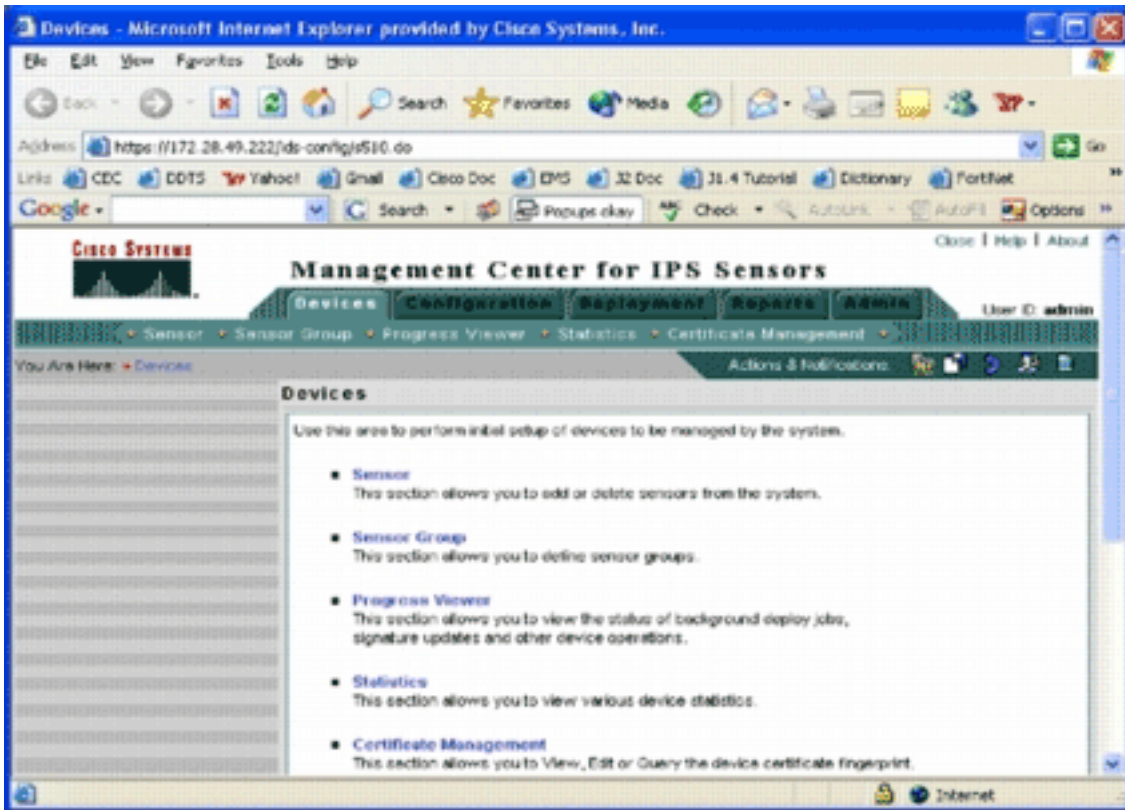 Devices - Microsoft Internet Explorer provided by Cisco Systems, Inc.
File Edit View Favorites Tools Help
Back Search Favorites Media
Address https://172.28.49.222/ids-config/s510.do Go
Links CEC DDTS Yahoo! Gmail Cisco Doc EMS J2 Doc J1.4 Tutorial Dictionary FortiNet
Google Search Popups okay Check AutoLink AutoFill Options
Close | Help | About
CISCO SYSTEMS
Management Center for IPS Sensors
Devices Configuration Deployment Reports Admin
User ID: admin
Sensor Sensor Group Progress Viewer Statistics Certificate Management
You Are Here: Devices
Actions & Notifications
Devices
Use this area to perform initial setup of devices to be managed by the system.
Sensor
This section allows you to add or delete sensors from the system.
Sensor Group
This section allows you to define sensor groups.
Progress Viewer
This section allows you to view the status of background deploy jobs,
signature updates and other device operations.
Statistics
This section allows you to view various device statistics.
Certificate Management
This section allows you to View, Edit or Query the device certificate fingerprint.
Internet